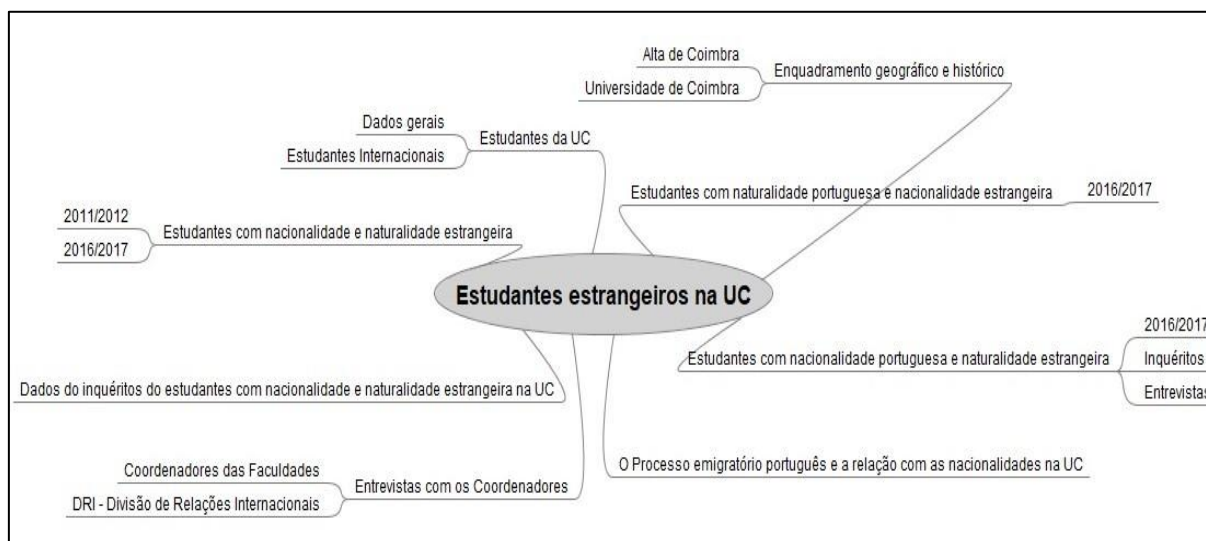 Alta de Coimbra
Universidade de Coimbra
Enquadramento geográfico e histórico
Dados gerais
Estudantes Internacionais
Estudantes da UC
Estudantes com naturalidade portuguesa e nacionalidade estrangeira
2016/2017
2011/2012
2016/2017
Estudantes com nacionalidade e naturalidade estrangeira
Estudantes estrangeiros na UC
Estudantes com nacionalidade portuguesa e naturalidade estrangeira
2016/2017
Inquéritos
Entrevistas
Dados do inquéritos do estudantes com nacionalidade e naturalidade estrangeira na UC
O Processo emigratório português e a relação com as nacionalidades na UC
Coordenadores das Faculdades
DRI - Divisão de Relações Internacionais
Entrevistas com os Coordenadores